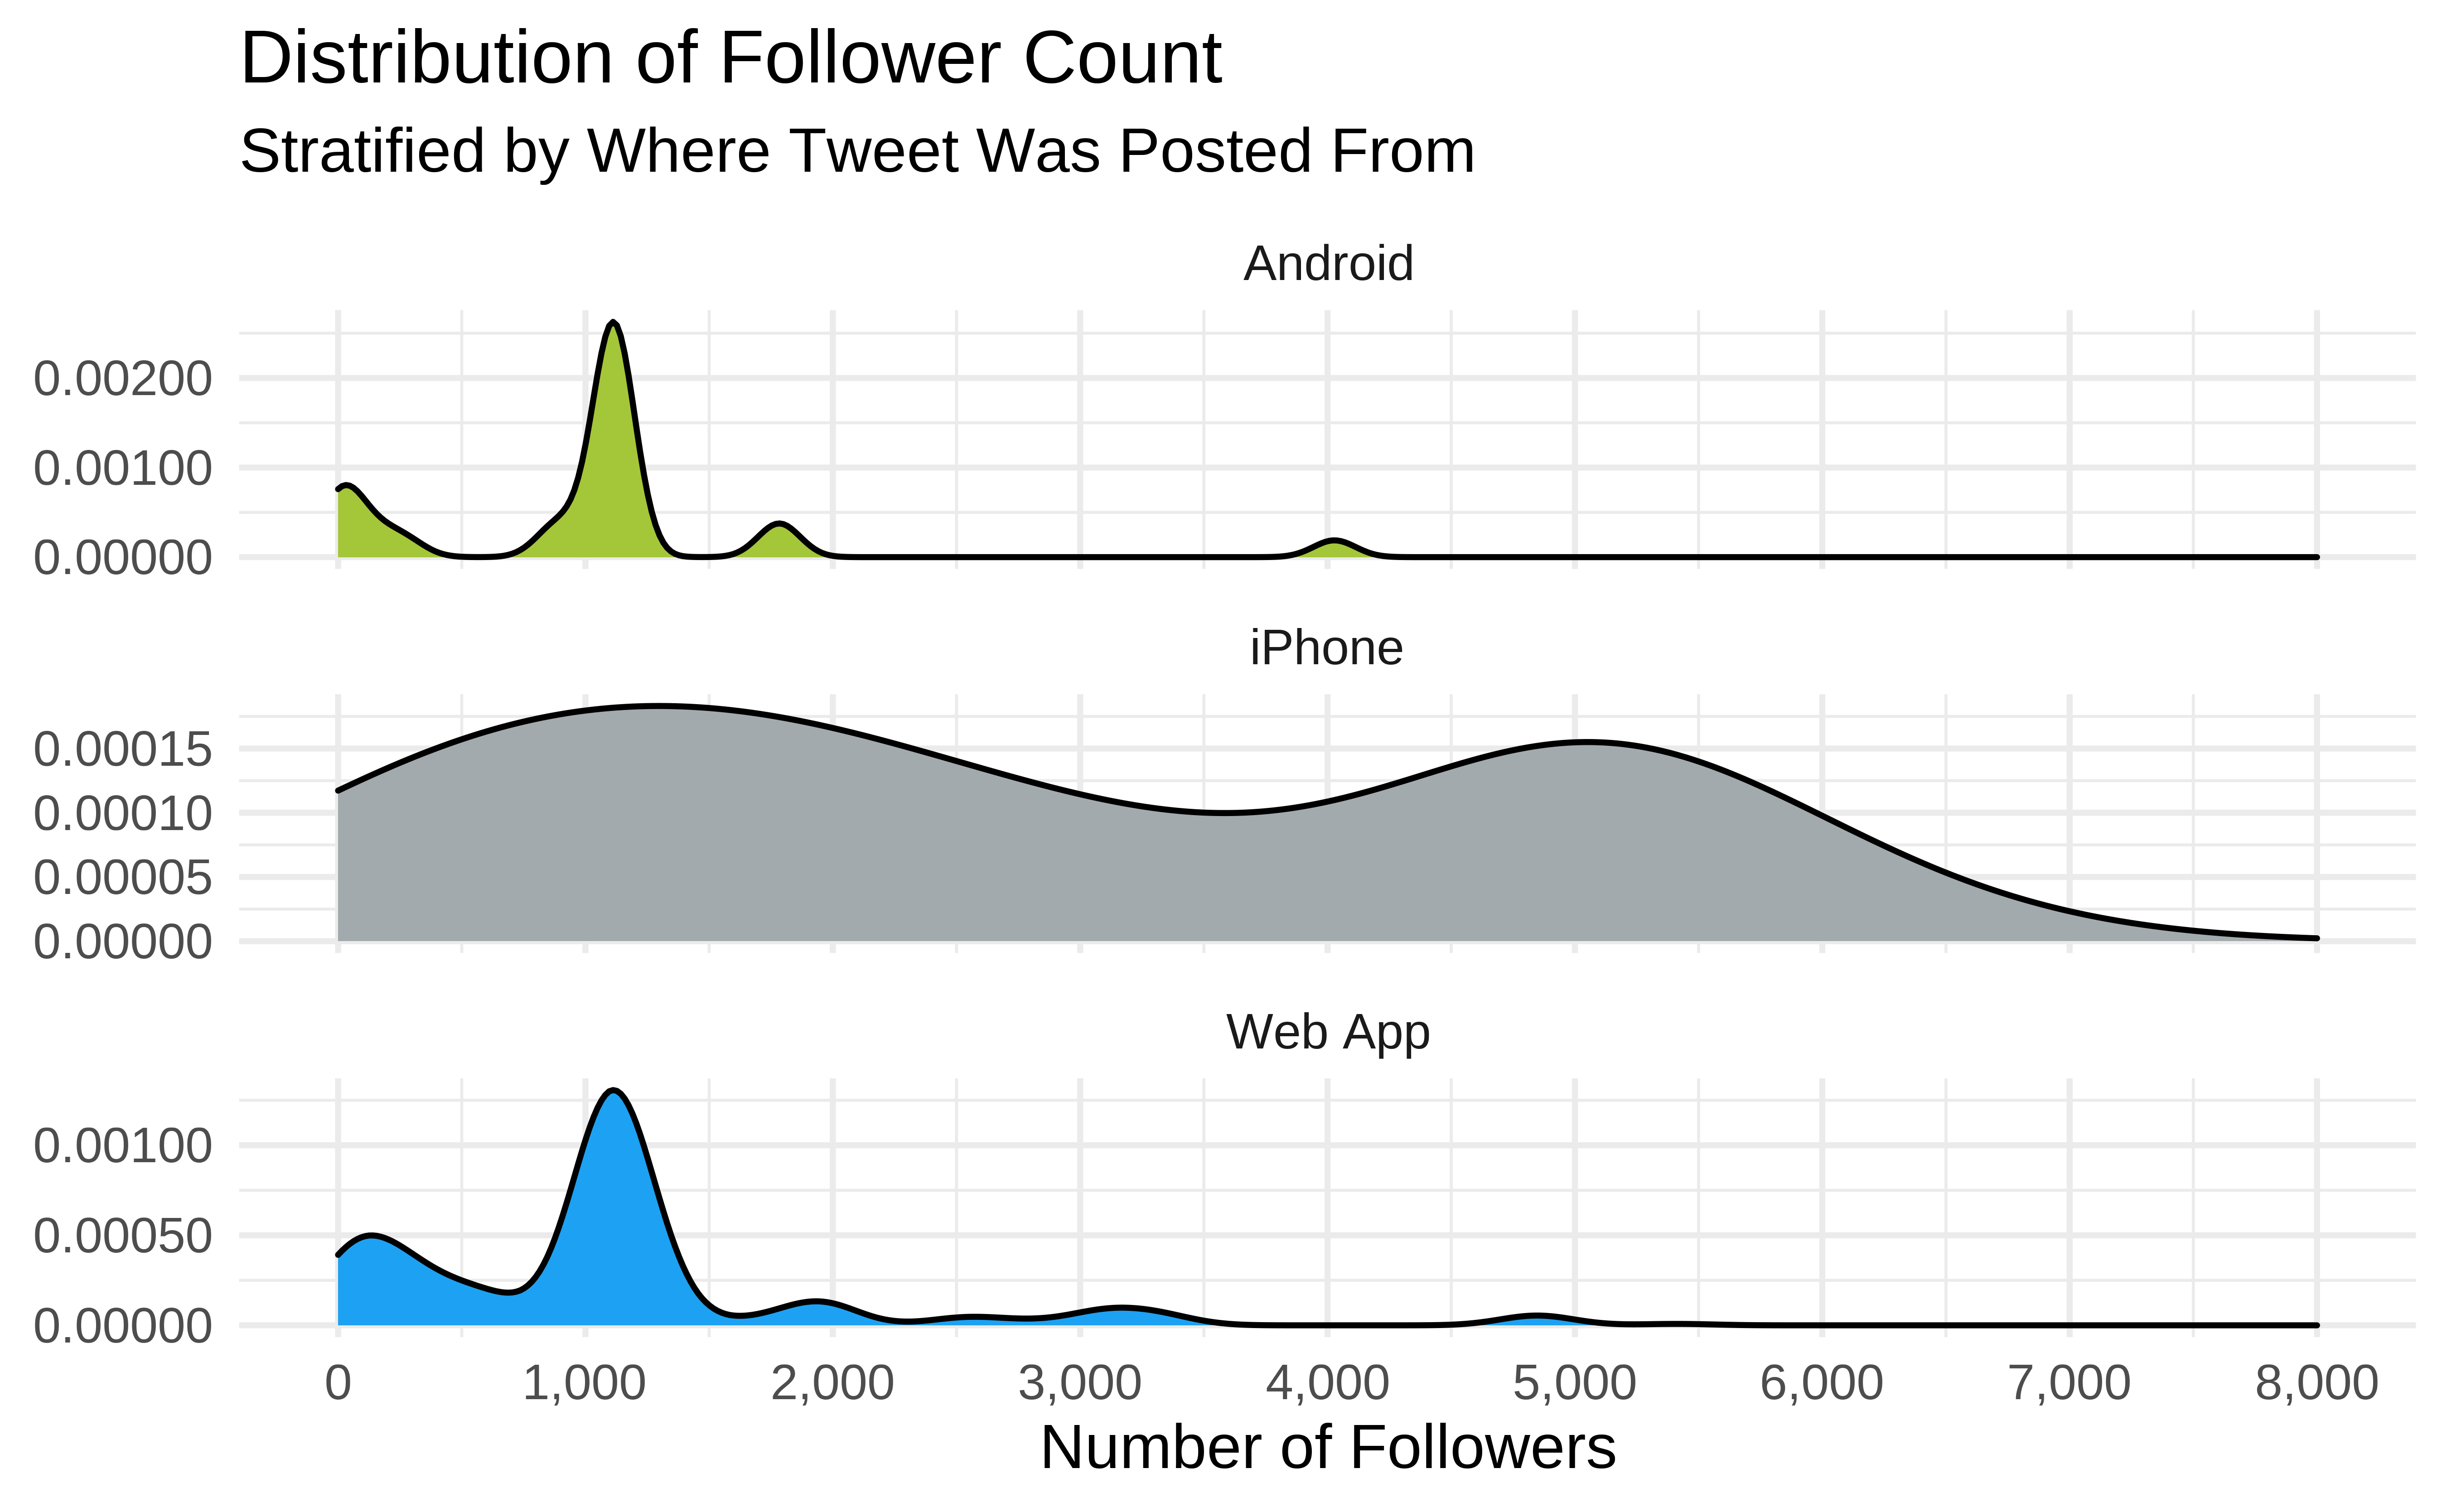 Distribution of Follower Count
Stratified by Where Tweet Was Posted From
Android
0.00200
0.00100
0.00000
iPhone
0.00015
0.00010
0.00005
0.00000
Web App
0.00100
0.00050
0.00000
0 1,000 2,000 3,000 4,000 5,000 6,000 7,000 8,000
Number of Followers